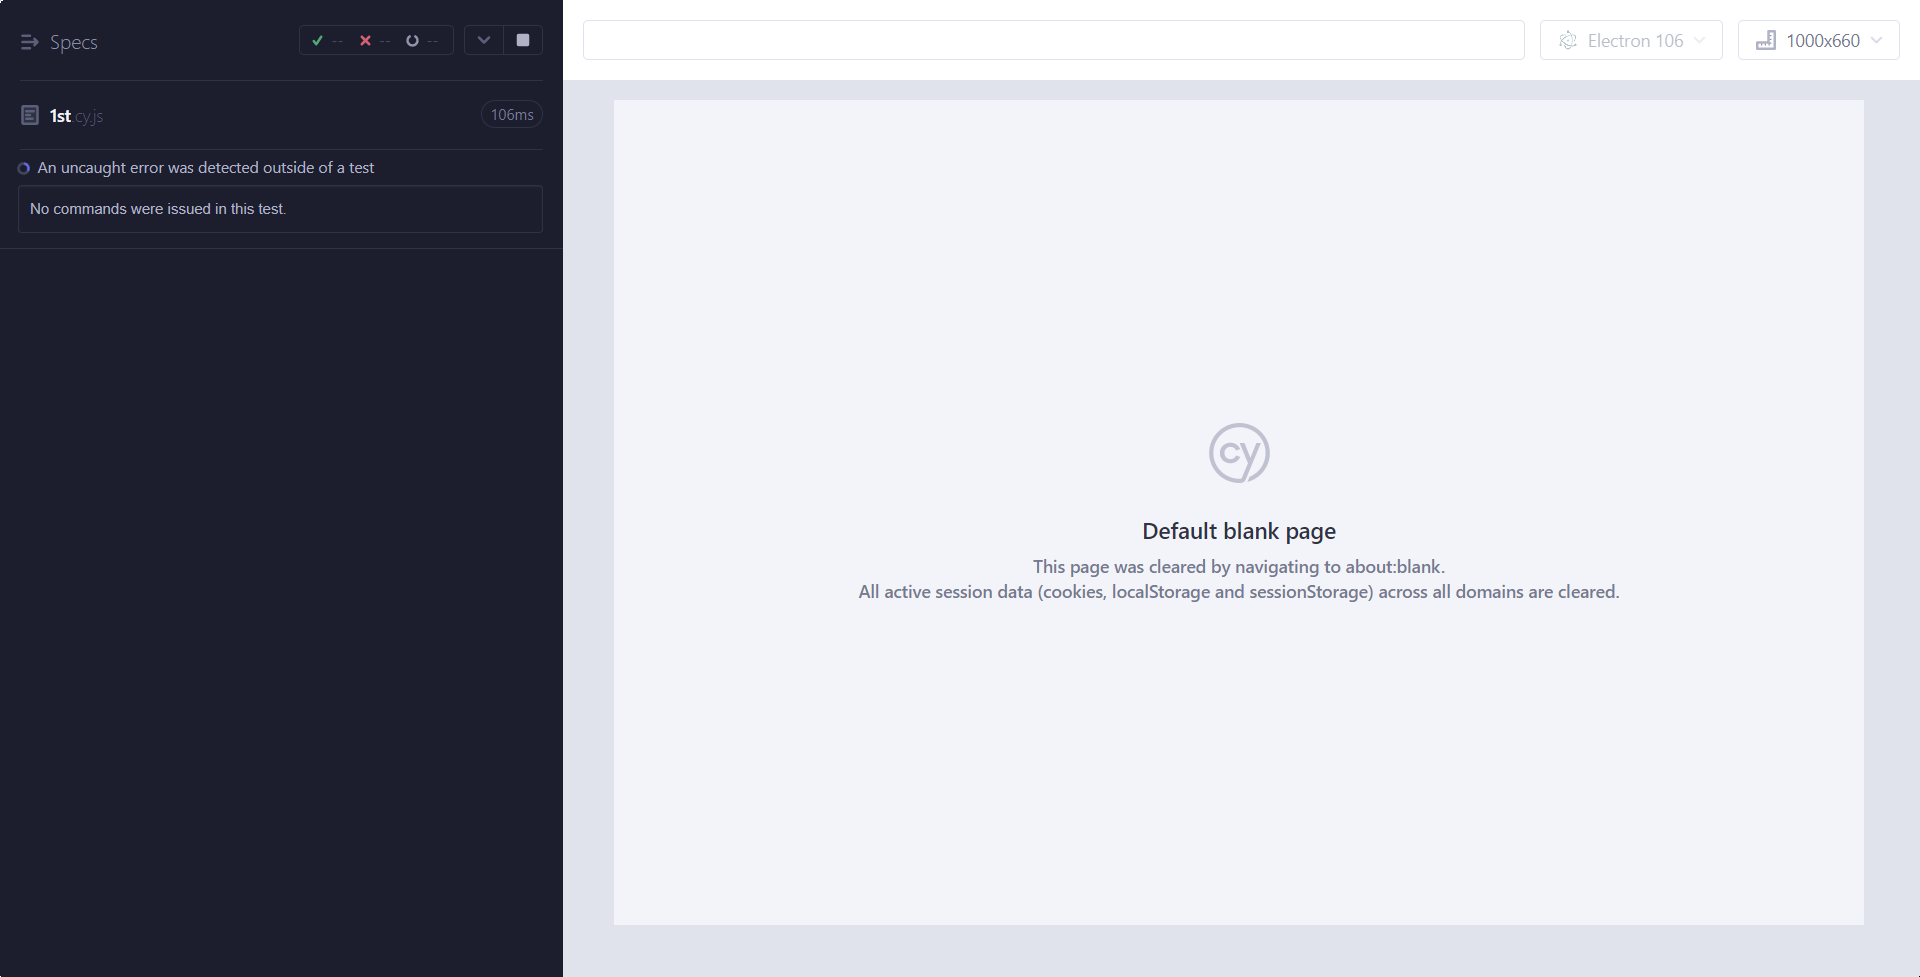 Specs
-- -- --
1st.cy.js
106ms
An uncaught error was detected outside of a test
No commands were issued in this test.
Electron 106
1000x660
cy
Default blank page
This page was cleared by navigating to about:blank.
All active session data (cookies, localStorage and sessionStorage) across all domains are cleared.